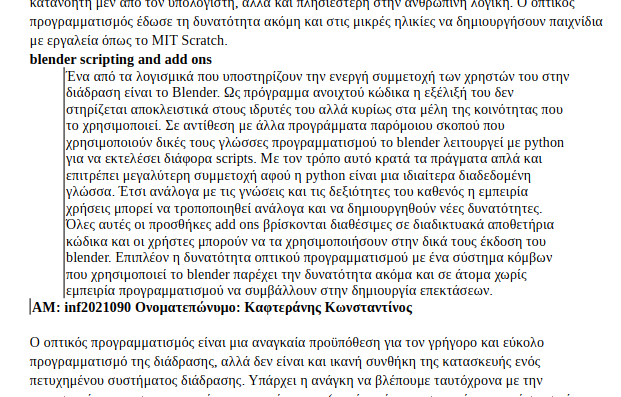 κατανοητή μεν από τον υπολογιστή, αλλά και πλησιέστερη στην ανθρώπινη λογική. Ο οπτικός
προγραμματισμός έδωσε τη δυνατότητα ακόμη και στις μικρές ηλικίες να δημιουργήσουν παιχνίδια
με εργαλεία όπως το MIT Scratch.
blender scripting and add ons
Ένα από τα λογισμικά που υποστηρίζουν την ενεργή συμμετοχή των χρηστών του στην
διάδραση είναι το Blender. Ως πρόγραμμα ανοιχτού κώδικα η εξέλιξή του δεν
στηρίζεται αποκλειστικά στους ιδρυτές του αλλά κυρίως στα μέλη της κοινότητας που
το χρησιμοποιεί. Σε αντίθεση με άλλα προγράμματα παρόμοιου σκοπού που
χρησιμοποιούν δικές τους γλώσσες προγραμματισμού το blender λειτουργεί με python
για να εκτελέσει διάφορα scripts. Με τον τρόπο αυτό κρατά τα πράγματα απλά και
επιτρέπει μεγαλύτερη συμμετοχή αφού η python είναι μια ιδιαίτερα διαδεδομένη
γλώσσα. Έτσι ανάλογα με τις γνώσεις και τις δεξιότητες του καθενός η εμπειρία
χρήσεις μπορεί να τροποποιηθεί ανάλογα και να δημιουργηθούν νέες δυνατότητες.
Όλες αυτές οι προσθήκες add ons βρίσκονται διαθέσιμες σε διαδικτυακά αποθετήρια
κώδικα και οι χρήστες μπορούν να τα χρησιμοποιήσουν στην δικά τους έκδοση του
blender. Επιπλέον η δυνατότητα οπτικού προγραμματισμού με ένα σύστημα κόμβων
που χρησιμοποιεί το blender παρέχει την δυνατότητα ακόμα και σε άτομα χωρίς
εμπειρία προγραμματισμού να συμβάλλουν στην δημιουργία επεκτάσεων.
ΑΜ: inf2021090 Ονοματεπώνυμο: Καφτεράνης Κωνσταντίνος
Ο οπτικός προγραμματισμός είναι μια αναγκαία προϋπόθεση για τον γρήγορο και εύκολο
προγραμματισμό της διάδρασης, αλλά δεν είναι και ικανή συνθήκη της κατασκευής ενός
πετυχημένου συστήματος διάδρασης. Υπάρχει η ανάγκη να βλέπουμε ταυτόχρονα με την